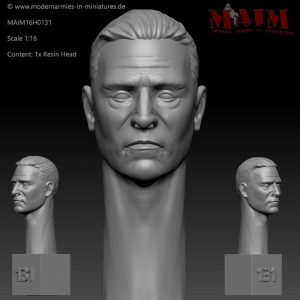 © www.modernarmies-in-miniatures.de
MAIM16H0131
Scale 1:16
Content: 1x Resin Head
MAIM
131
131